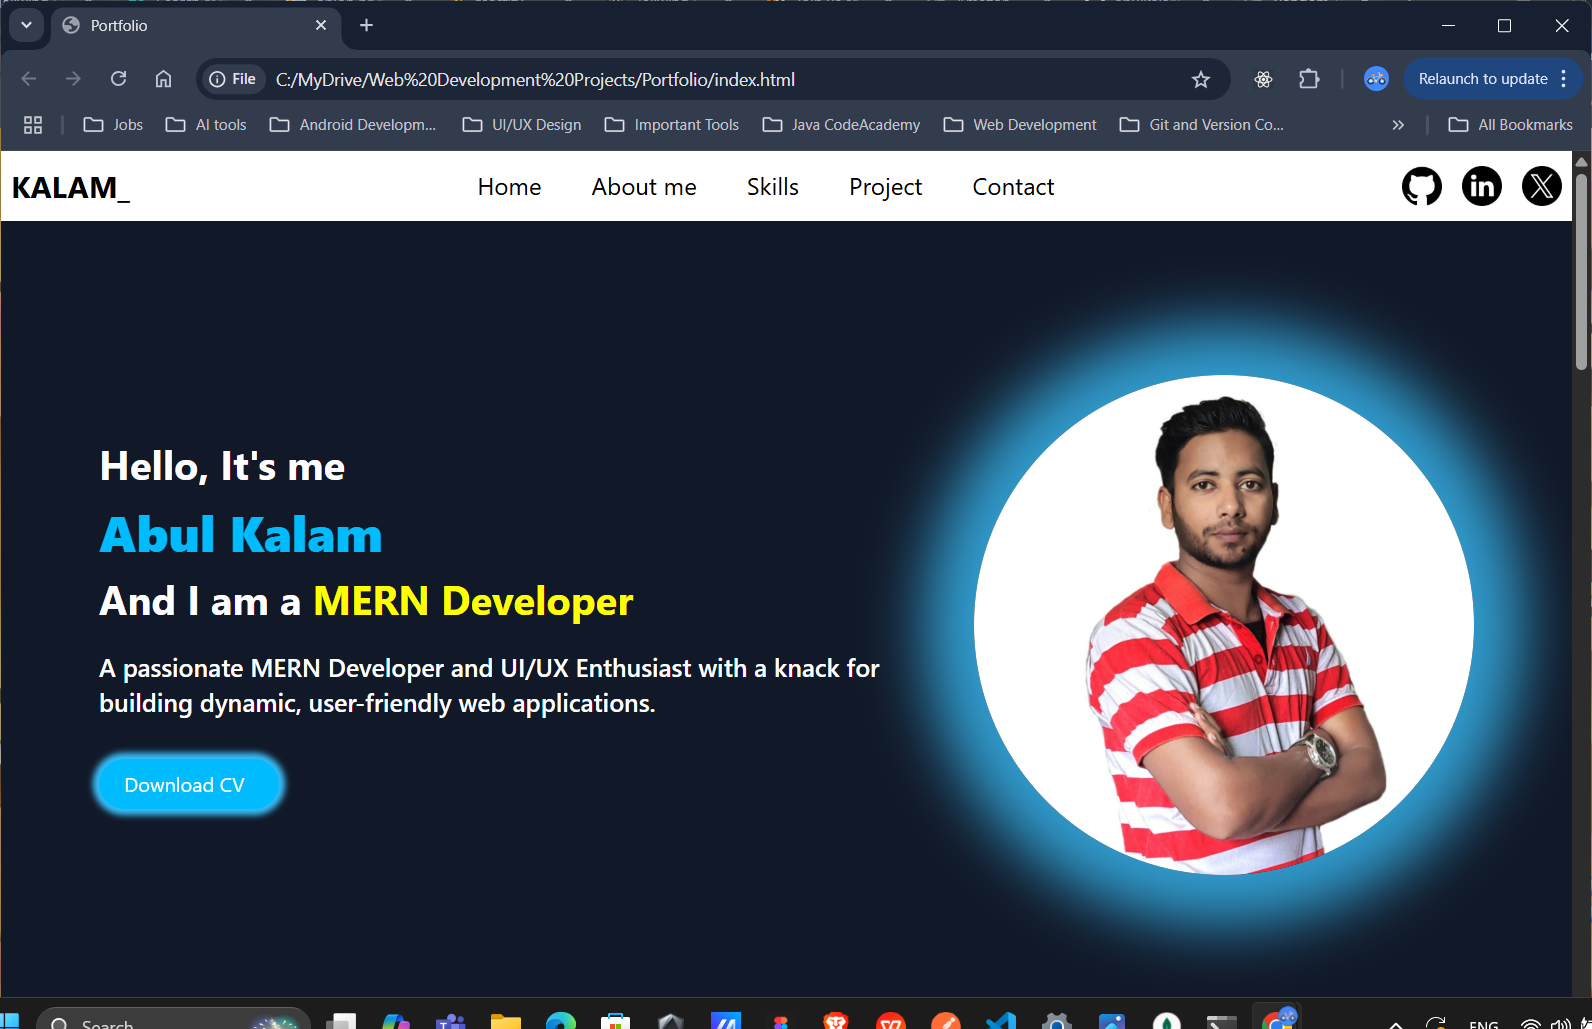 Portfolio
File
C:/MyDrive/Web%20Development%20Projects/Portfolio/index.html
Relaunch to update
Jobs
AI tools
Android Developm...
UI/UX Design
Important Tools
Java CodeAcademy
Web Development
Git and Version Co...
All Bookmarks
KALAM_
Home
About me
Skills
Project
Contact
Hello, It's me
Abul Kalam
And I am a MERN Developer
A passionate MERN Developer and UI/UX Enthusiast with a knack for
building dynamic, user-friendly web applications.
Download CV
Search
ENG